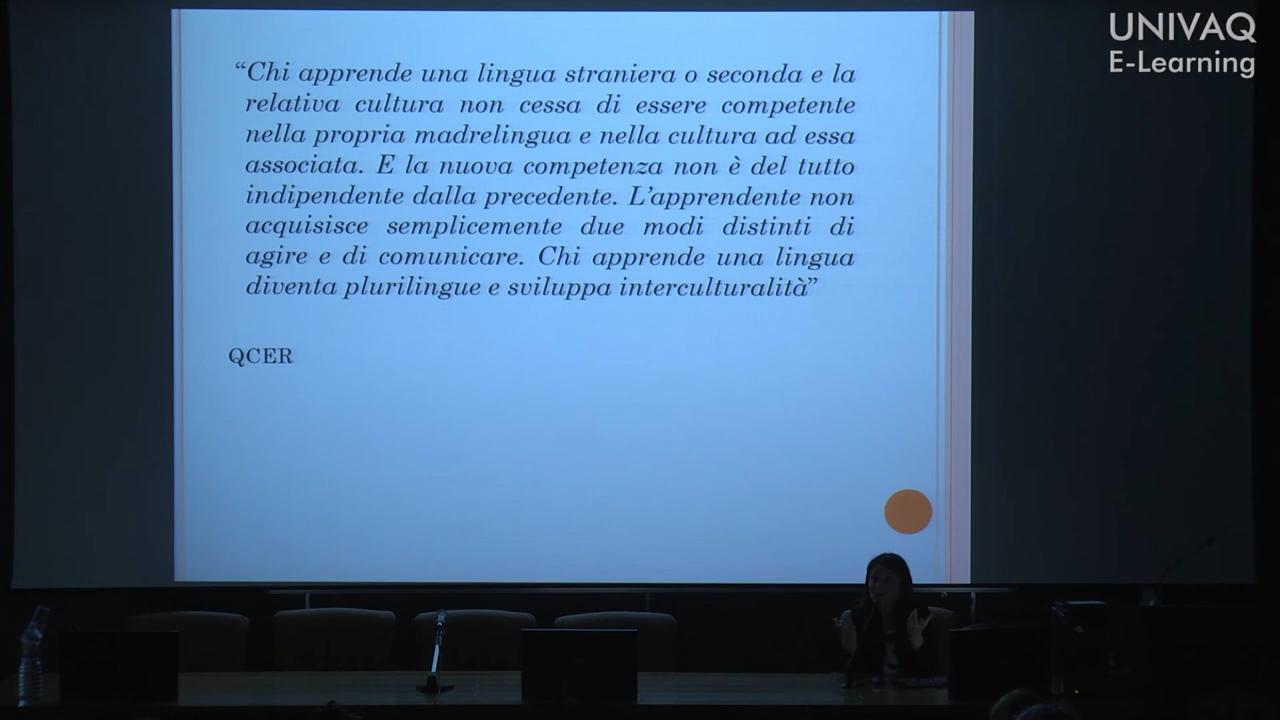 UNIVAQ
E-Learning
“Chi apprende una lingua straniera o seconda e la
relativa cultura non cessa di essere competente
nella propria madrelingua e nella cultura ad essa
associata. E la nuova competenza non è del tutto
indipendente dalla precedente. L’apprendente non
acquisisce semplicemente due modi distinti di
agire e di comunicare. Chi apprende una lingua
diventa plurilingue e sviluppa interculturalità”
QCER